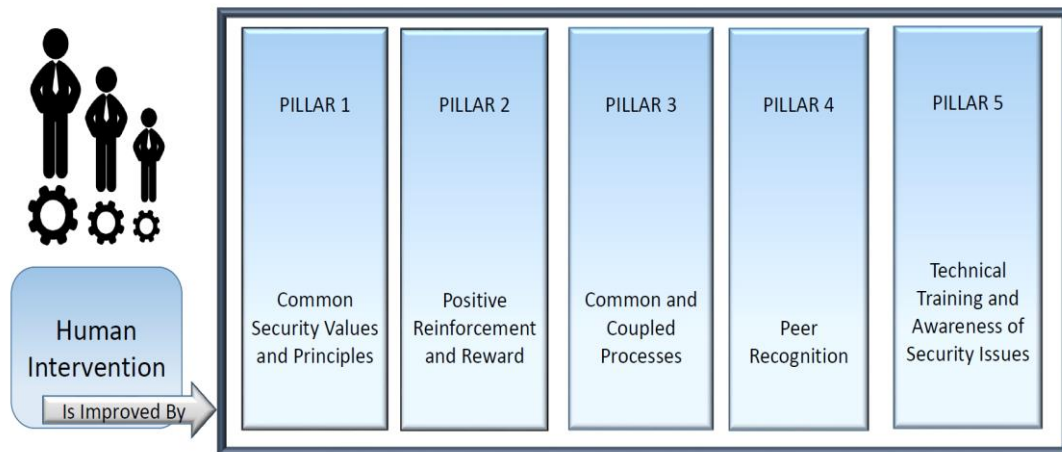 Human
Intervention
Is Improved By
PILLAR 1
Common
Security Values
and Principles
PILLAR 2
Positive
Reinforcement
and Reward
PILLAR 3
Common and
Coupled
Processes
PILLAR 4
Peer
Recognition
PILLAR 5
Technical
Training and
Awareness of
Security Issues